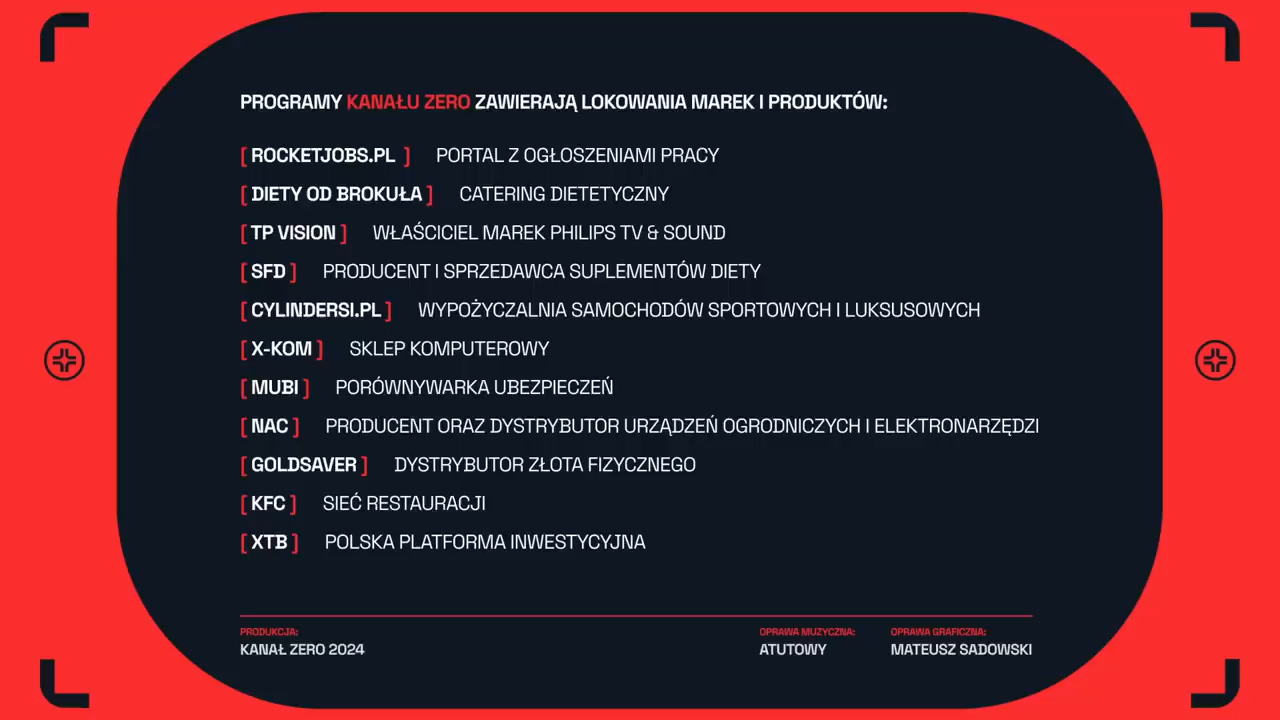 PROGRAMY KANAŁU ZERO ZAWIERAJĄ LOKOWANIA MAREK I PRODUKTÓW:
[ ROCKETJOBS.PL ] PORTAL Z OGŁOSZENIAMI PRACY
[ DIETY OD BROKUŁA ] CATERING DIETETYCZNY
[ TP VISION ] WŁAŚCICIEL MAREK PHILIPS TV & SOUND
[ SFD ] PRODUCENT I SPRZEDAWCA SUPLEMENTÓW DIETY
[ CYLINDERSI.PL ] WYPOŻYCZALNIA SAMOCHODÓW SPORTOWYCH I LUKSUSOWYCH
[ X-KOM ] SKLEP KOMPUTEROWY
[ MUBI ] PORÓWNYWARKA UBEZPIECZEŃ
[ NAC ] PRODUCENT ORAZ DYSTRYBUTOR URZĄDZEŃ OGRODNICZYCH I ELEKTRONARZĘDZI
[ GOLDSAVER ] DYSTRYBUTOR ZŁOTA FIZYCZNEGO
[ KFC ] SIEĆ RESTAURACJI
[ XTB ] POLSKA PLATFORMA INWESTYCYJNA
PRODUKCJA: OPRAWA MUZYCZNA: OPRAWA GRAFICZNA:
KANAŁ ZERO 2024 ATUTOWY MATEUSZ SADOWSKI